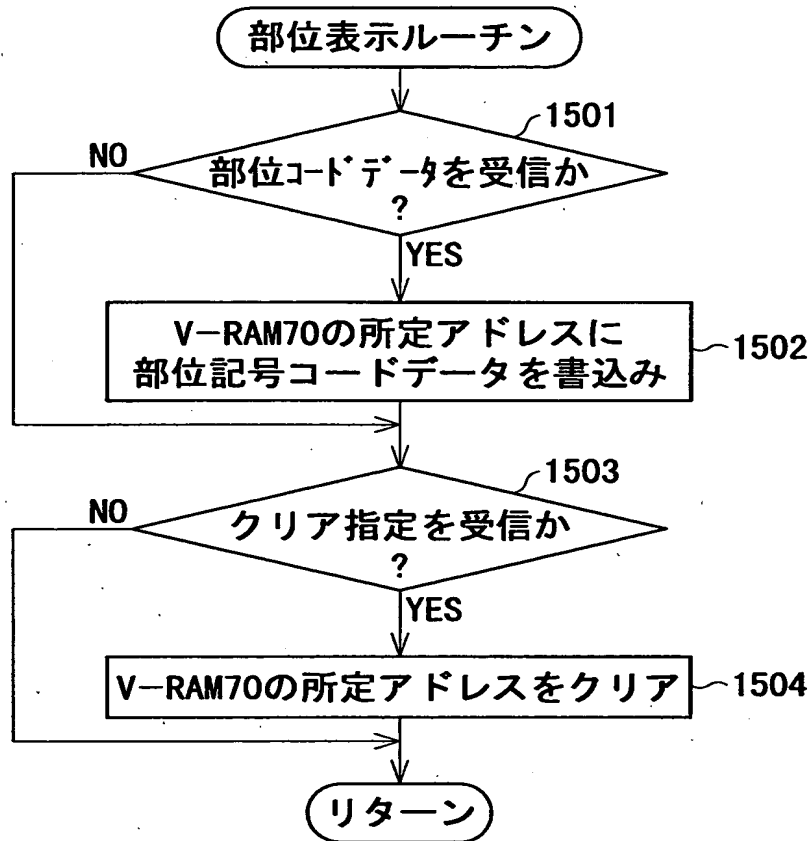 部位表示ルーチン
1501
NO
部位ｺｰﾄﾞﾃﾞｰﾀを受信か
?
YES
V-RAM70の所定アドレスに
部位記号コードデータを書込み
1502
1503
NO
クリア指定を受信か
?
YES
V-RAM70の所定アドレスをクリア
1504
リターン